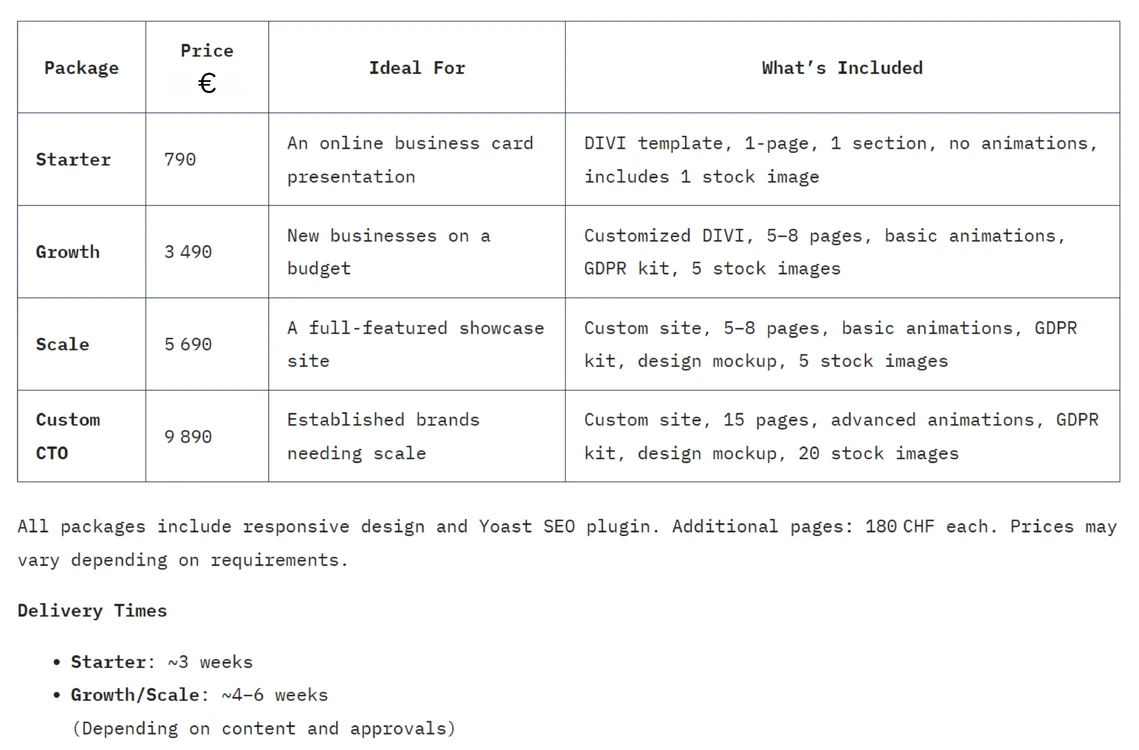 Package
Price
€
Ideal For
What’s Included
Starter
790
An online business card
presentation
DIVI template, 1-page, 1 section, no animations,
includes 1 stock image
Growth
3 490
New businesses on a
budget
Customized DIVI, 5–8 pages, basic animations,
GDPR kit, 5 stock images
Scale
5 690
A full-featured showcase
site
Custom site, 5–8 pages, basic animations, GDPR
kit, design mockup, 5 stock images
Custom
CTO
9 890
Established brands
needing scale
Custom site, 15 pages, advanced animations, GDPR
kit, design mockup, 20 stock images
All packages include responsive design and Yoast SEO plugin. Additional pages: 180 CHF each. Prices may
vary depending on requirements.
Delivery Times
• Starter: ~3 weeks
• Growth/Scale: ~4–6 weeks
(Depending on content and approvals)